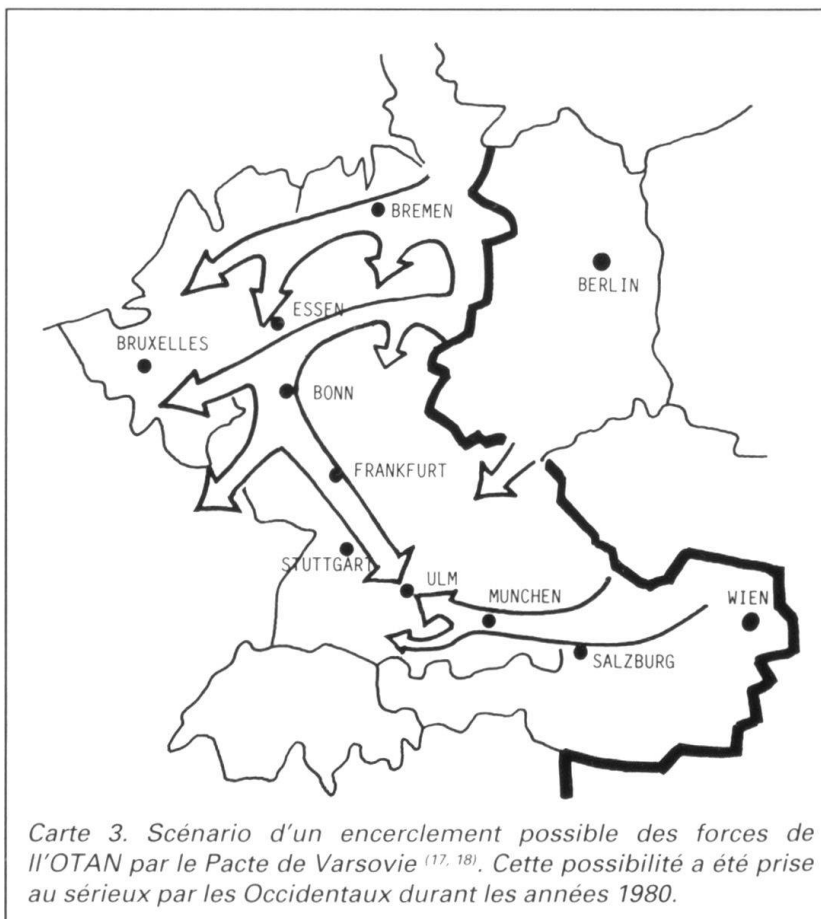 BREMEN
BERLIN
ESSEN
BRUXELLES
BONN
FRANKFURT
STUTTGART
ULM
MUNCHEN
WIEN
SALZBURG
Carte 3. Scénario d'un encerclement possible des forces de
ll'OTAN par le Pacte de Varsovie (17, 18). Cette possibilité a été prise
au sérieux par les Occidentaux durant les années 1980.